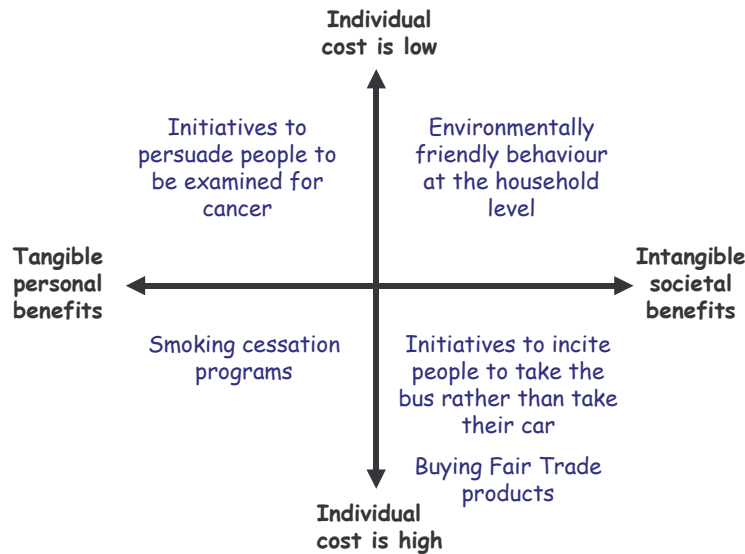 Individual
cost is low
Initiatives to
persuade people to
be examined for
cancer
Environmentally
friendly behaviour
at the household
level
Tangible
personal
benefits
Intangible
societal
benefits
Smoking cessation
programs
Initiatives to incite
people to take the
bus rather than take
their car
Buying Fair Trade
products
Individual
cost is high